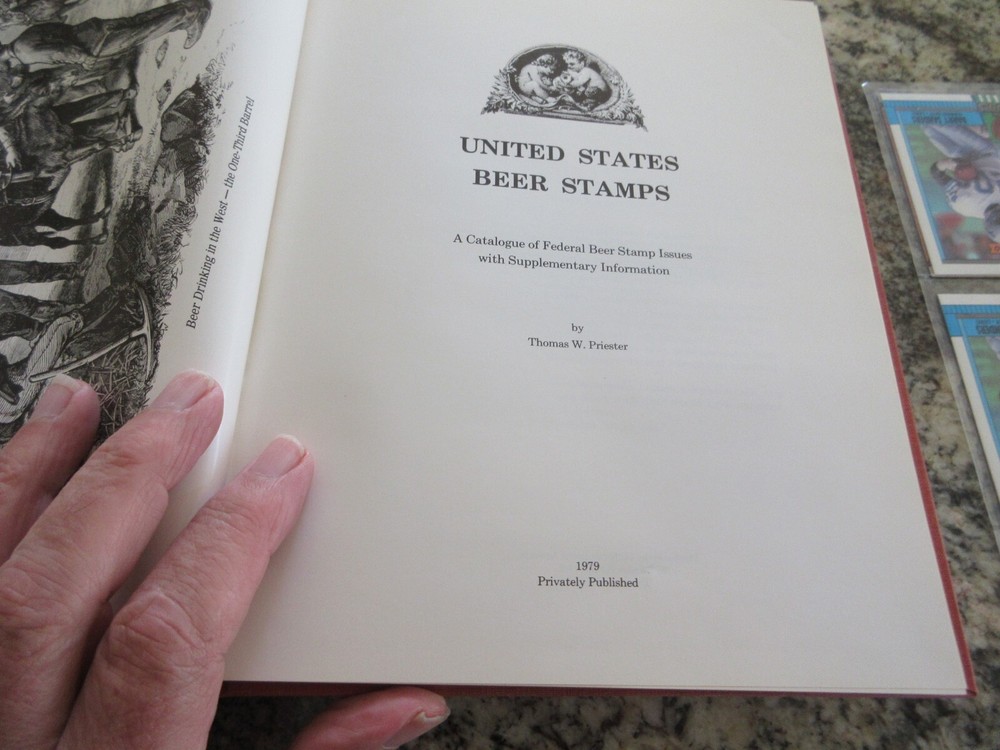 Beer Drinking in the West — the One-Third Barrel
UNITED STATES
BEER STAMPS
A Catalogue of Federal Beer Stamp Issues
with Supplementary Information
by
Thomas W. Priester
1979
Privately Published